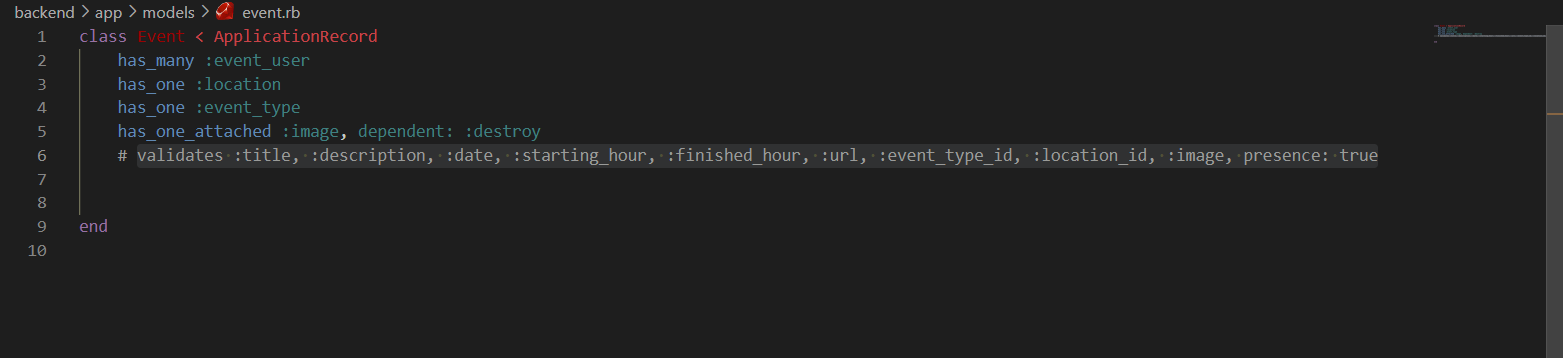 backend > app > models > event.rb
1 class Event < ApplicationRecord
2 has_many :event_user
3 has_one :location
4 has_one :event_type
5 has_one_attached :image, dependent: :destroy
6 # validates :title, :description, :date, :starting_hour, :finished_hour, :url, :event_type_id, :location_id, :image, presence: true
7
8
9 end
10